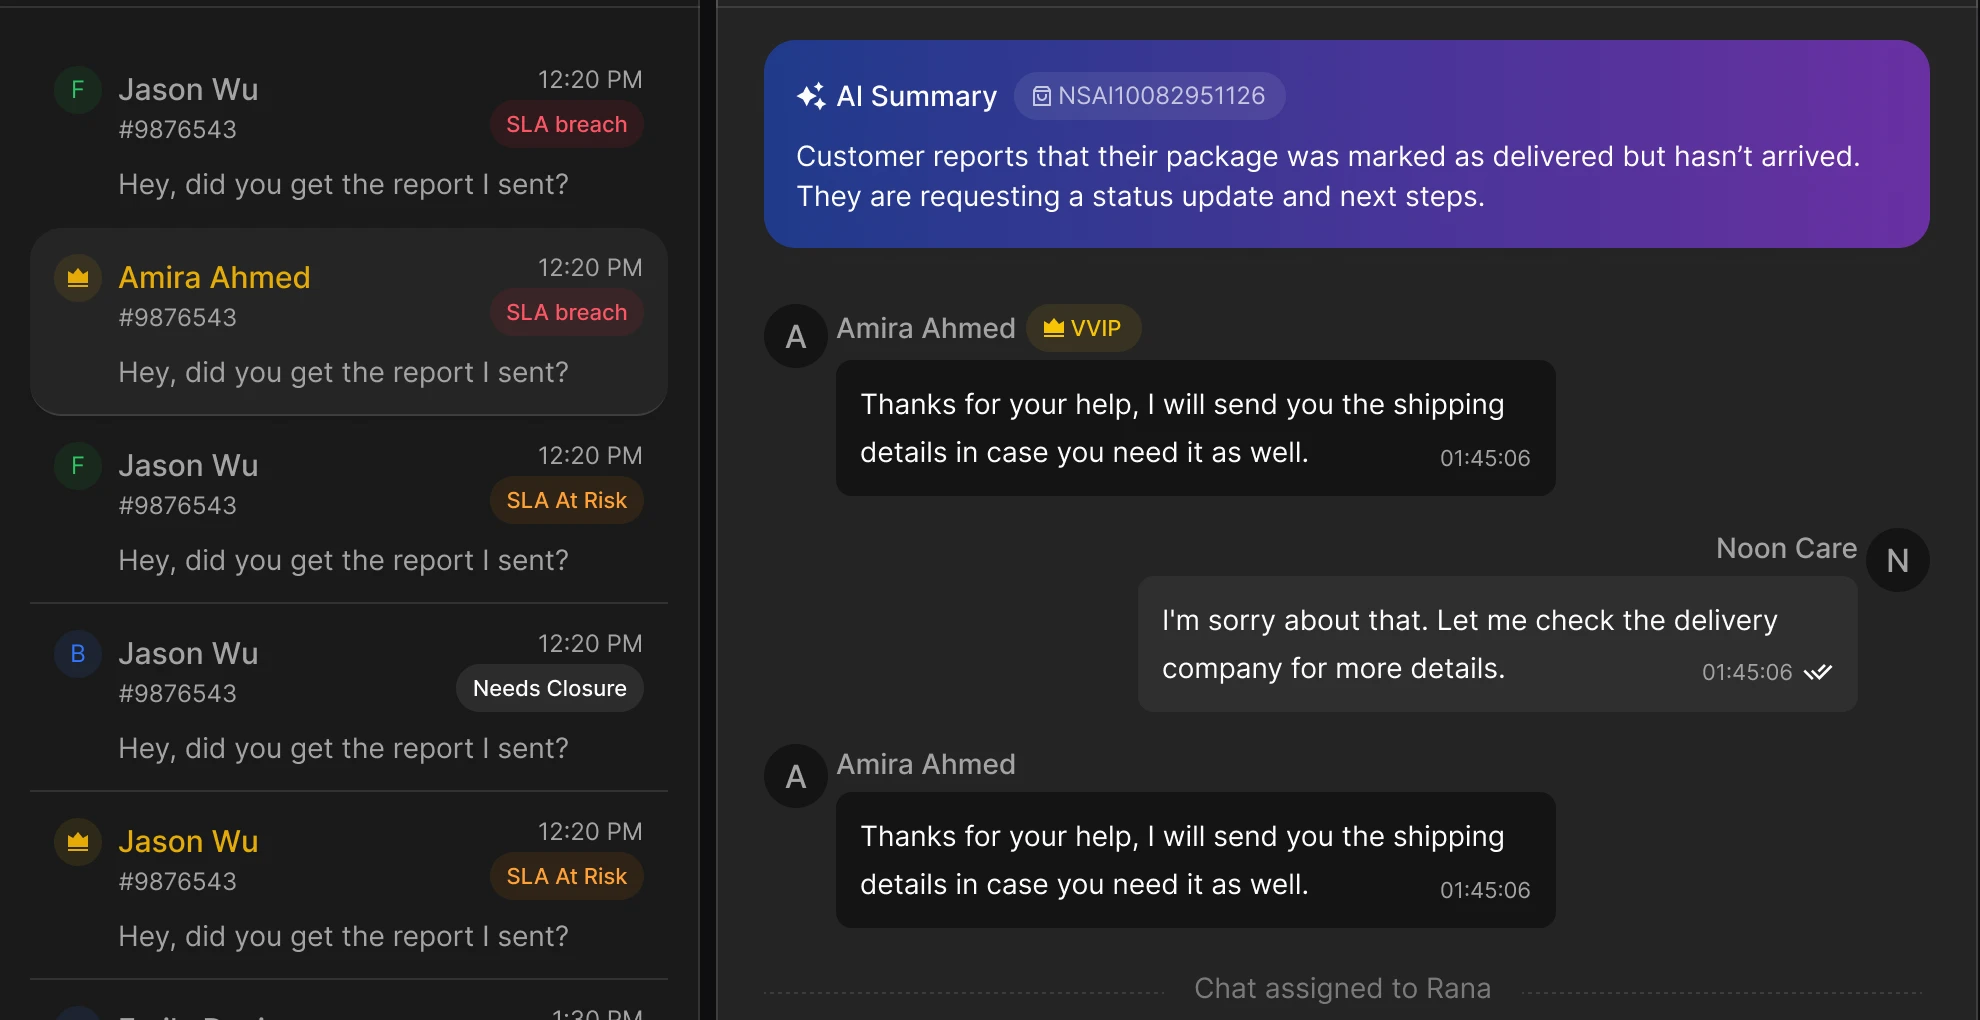 F
Jason Wu
12:20 PM
#9876543
SLA breach
Hey, did you get the report I sent?
Amira Ahmed
12:20 PM
#9876543
SLA breach
Hey, did you get the report I sent?
F
Jason Wu
12:20 PM
#9876543
SLA At Risk
Hey, did you get the report I sent?
B
Jason Wu
12:20 PM
#9876543
Needs Closure
Hey, did you get the report I sent?
Jason Wu
12:20 PM
#9876543
SLA At Risk
Hey, did you get the report I sent?
1:30 PM
AI Summary
NSAI10082951126
Customer reports that their package was marked as delivered but hasn’t arrived.
They are requesting a status update and next steps.
A
Amira Ahmed
VVIP
Thanks for your help, I will send you the shipping
details in case you need it as well.
01:45:06
Noon Care
N
I'm sorry about that. Let me check the delivery
company for more details.
01:45:06
A
Amira Ahmed
Thanks for your help, I will send you the shipping
details in case you need it as well.
01:45:06
Chat assigned to Rana